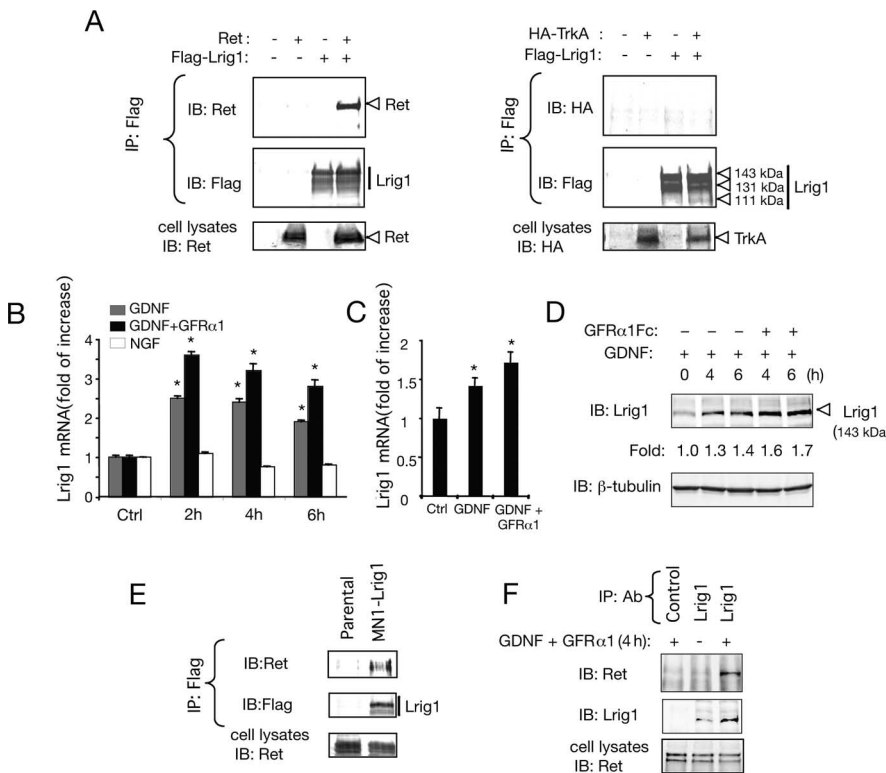 A
Ret : - + +
Flag-Lrig1: - - + +
IP: Flag
IB: Ret
Ret
IB: Flag
Lrig1
cell lysates
IB: Ret
Ret
HA-TrkA : - + +
Flag-Lrig1: - - + +
IP: Flag
IB: HA
IB: Flag
143 kDa
131 kDa
111 kDa
Lrig1
cell lysates
IB: HA
TrkA
B
Lrig1 mRNA(fold of increase)
GDNF
GDNF+GFRα1
NGF
4
3
2
1
0
* * * * * *
Ctrl 2h 4h 6h
C
Lrig1 mRNA(fold of increase)
2
1.5
1
0.5
0
* *
Ctrl GDNF GDNF +
GFRα1
D
GFRα1Fc: – – – + +
GDNF: + + + + +
0 4 6 4 6 (h)
IB: Lrig1
Lrig1
(143 kDa
Fold: 1.0 1.3 1.4 1.6 1.7
IB: β-tubulin
E
Parental
MN1-Lrig1
IP: Flag
IB:Ret
IB:Flag
Lrig1
cell lysates
IB: Ret
F
IP: Ab
Control
Lrig1
Lrig1
GDNF + GFRα1 (4 h): + - +
IB: Ret
IB: Lrig1
cell lysates
IB: Ret